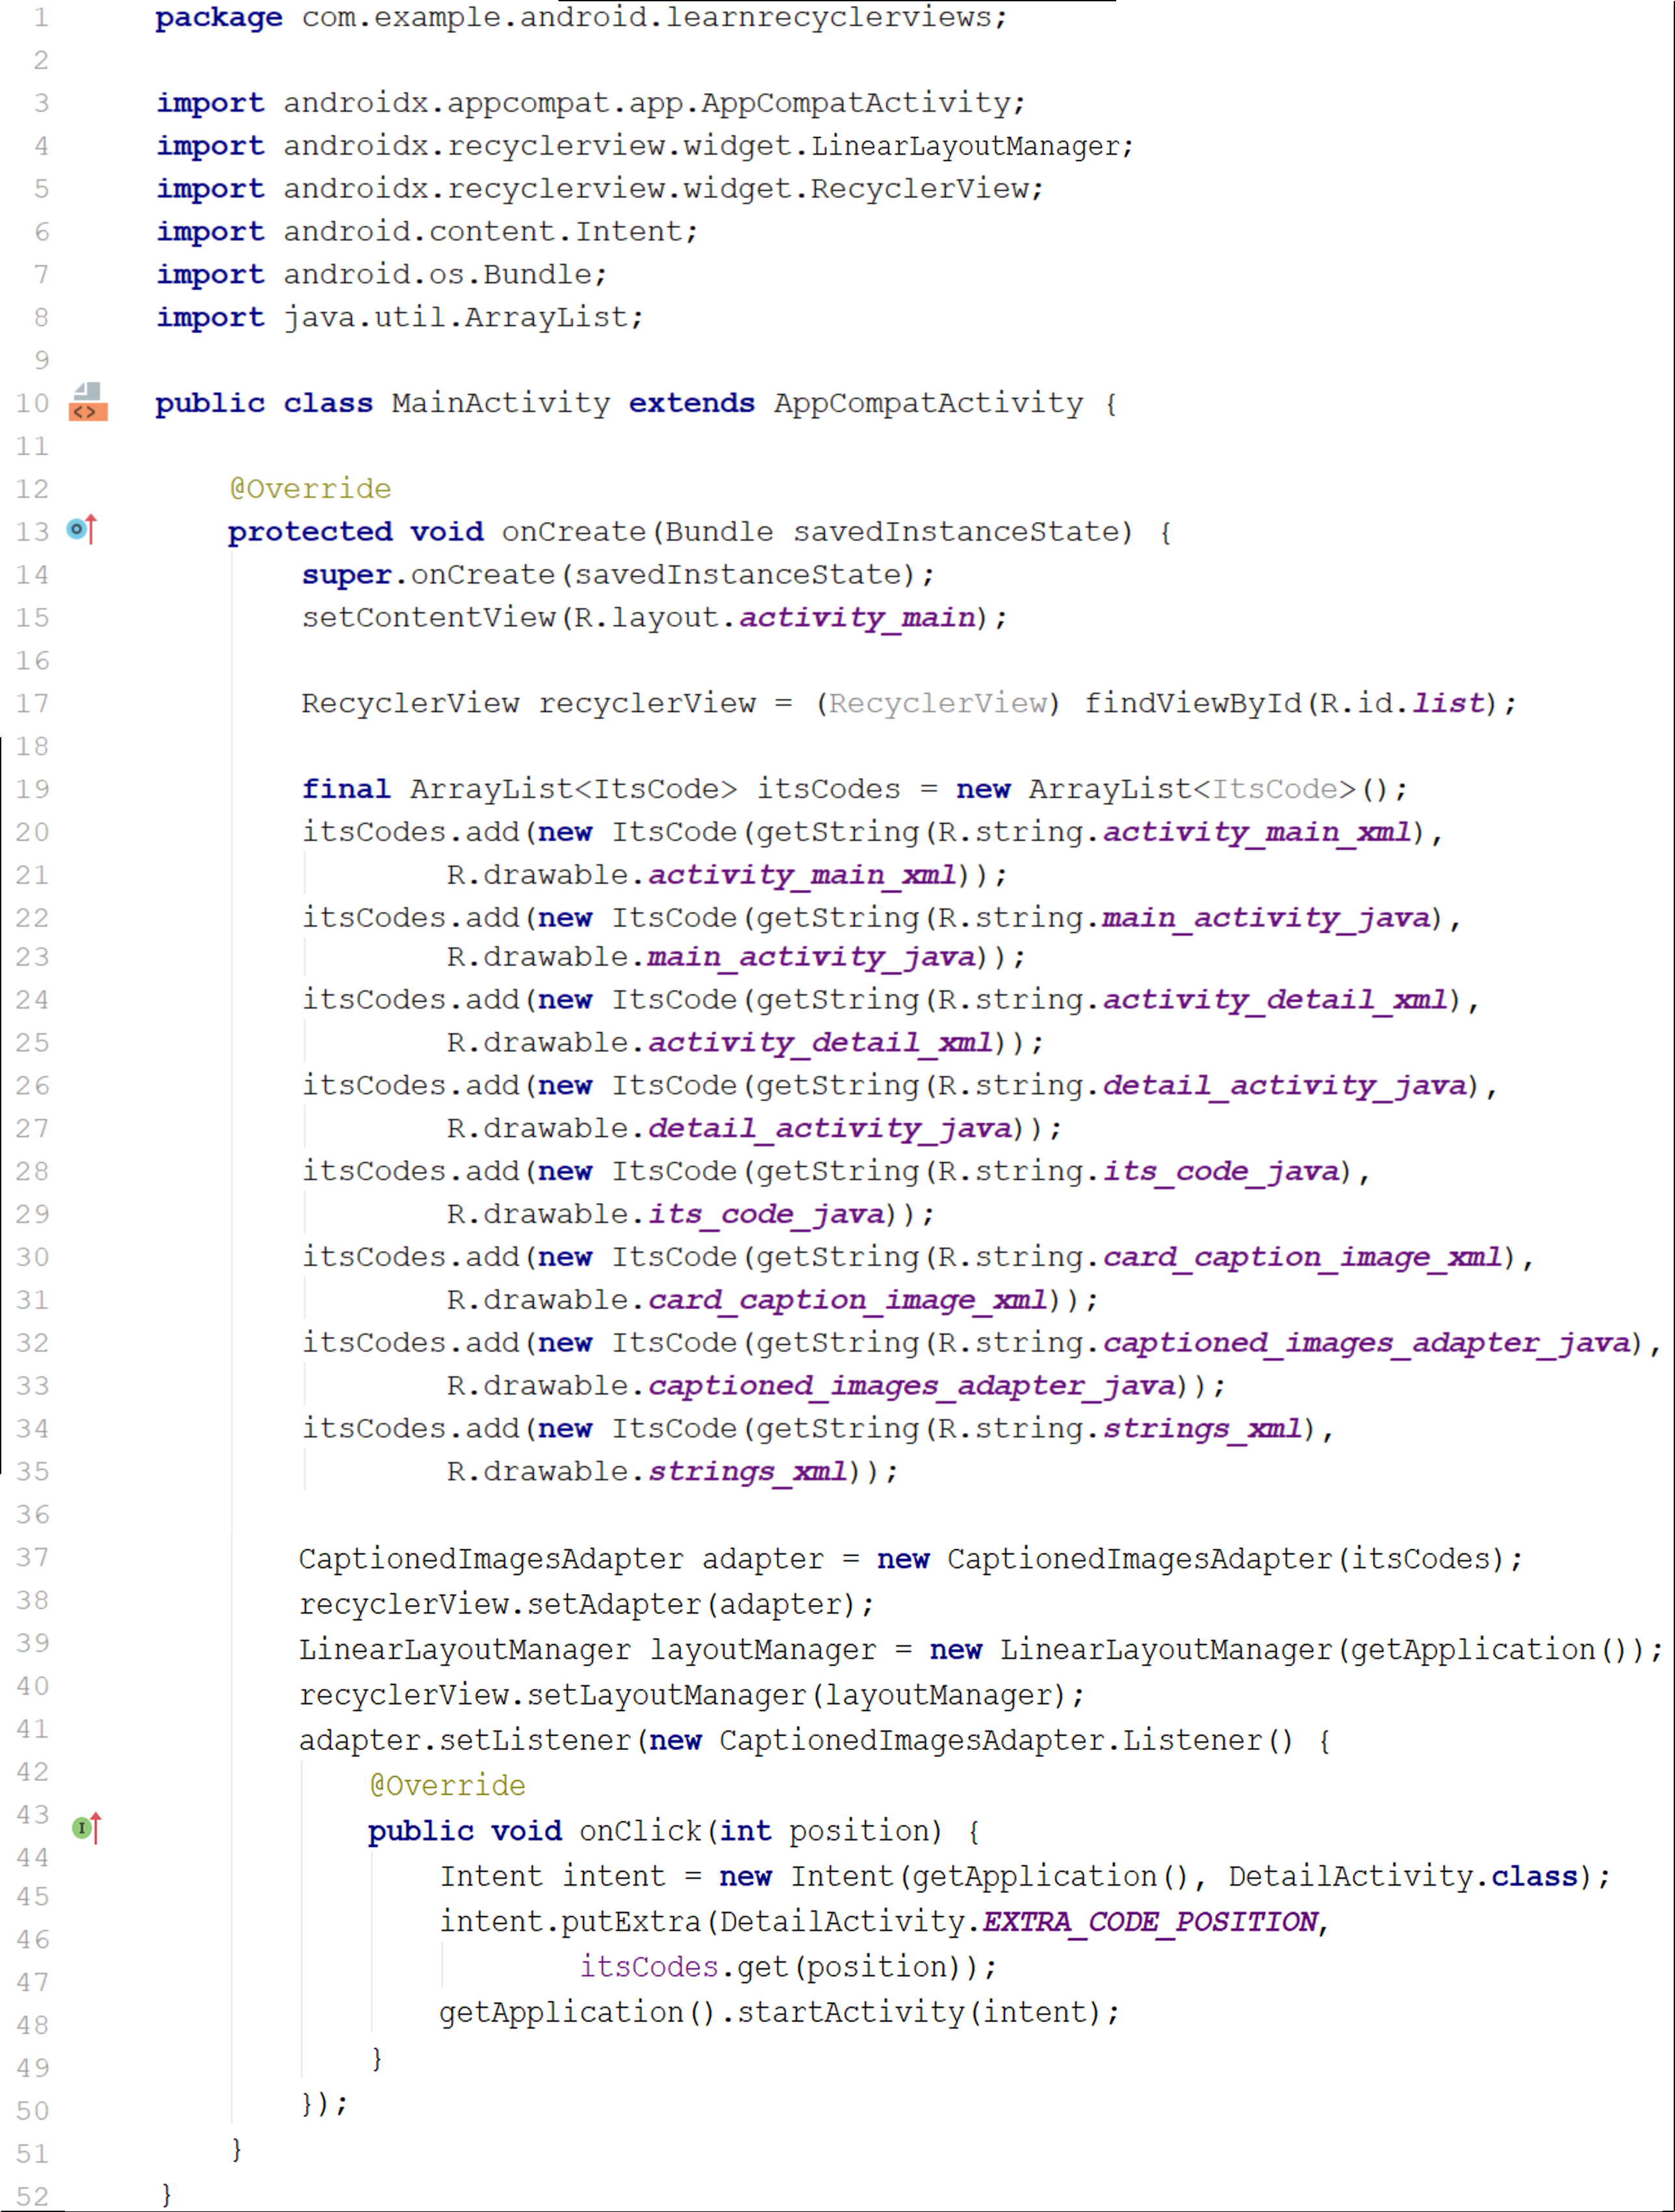 1 package com.example.android.learnrecyclerviews;
2
3 import androidx.appcompat.app.AppCompatActivity;
4 import androidx.recyclerview.widget.LinearLayoutManager;
5 import androidx.recyclerview.widget.RecyclerView;
6 import android.content.Intent;
7 import android.os.Bundle;
8 import java.util.ArrayList;
9
10 <> public class MainActivity extends AppCompatActivity {
11
12     @Override
13     protected void onCreate(Bundle savedInstanceState) {
14         super.onCreate(savedInstanceState);
15         setContentView(R.layout.activity_main);
16
17         RecyclerView recyclerView = (RecyclerView) findViewById(R.id.list);
18
19         final ArrayList<ItsCode> itsCodes = new ArrayList<ItsCode>();
20         itsCodes.add(new ItsCode(getString(R.string.activity_main_xml),
21                 R.drawable.activity_main_xml));
22         itsCodes.add(new ItsCode(getString(R.string.main_activity_java),
23                 R.drawable.main_activity_java));
24         itsCodes.add(new ItsCode(getString(R.string.activity_detail_xml),
25                 R.drawable.activity_detail_xml));
26         itsCodes.add(new ItsCode(getString(R.string.detail_activity_java),
27                 R.drawable.detail_activity_java));
28         itsCodes.add(new ItsCode(getString(R.string.its_code_java),
29                 R.drawable.its_code_java));
30         itsCodes.add(new ItsCode(getString(R.string.card_caption_image_xml),
31                 R.drawable.card_caption_image_xml));
32         itsCodes.add(new ItsCode(getString(R.string.captioned_images_adapter_java),
33                 R.drawable.captioned_images_adapter_java));
34         itsCodes.add(new ItsCode(getString(R.string.strings_xml),
35                 R.drawable.strings_xml));
36
37         CaptionedImagesAdapter adapter = new CaptionedImagesAdapter(itsCodes);
38         recyclerView.setAdapter(adapter);
39         LinearLayoutManager layoutManager = new LinearLayoutManager(getApplication());
40         recyclerView.setLayoutManager(layoutManager);
41         adapter.setListener(new CaptionedImagesAdapter.Listener() {
42             @Override
43 I           public void onClick(int position) {
44                 Intent intent = new Intent(getApplication(), DetailActivity.class);
45                 intent.putExtra(DetailActivity.EXTRA_CODE_POSITION,
46                         itsCodes.get(position));
47                 getApplication().startActivity(intent);
48             }
49         });
50     }
51 }
52